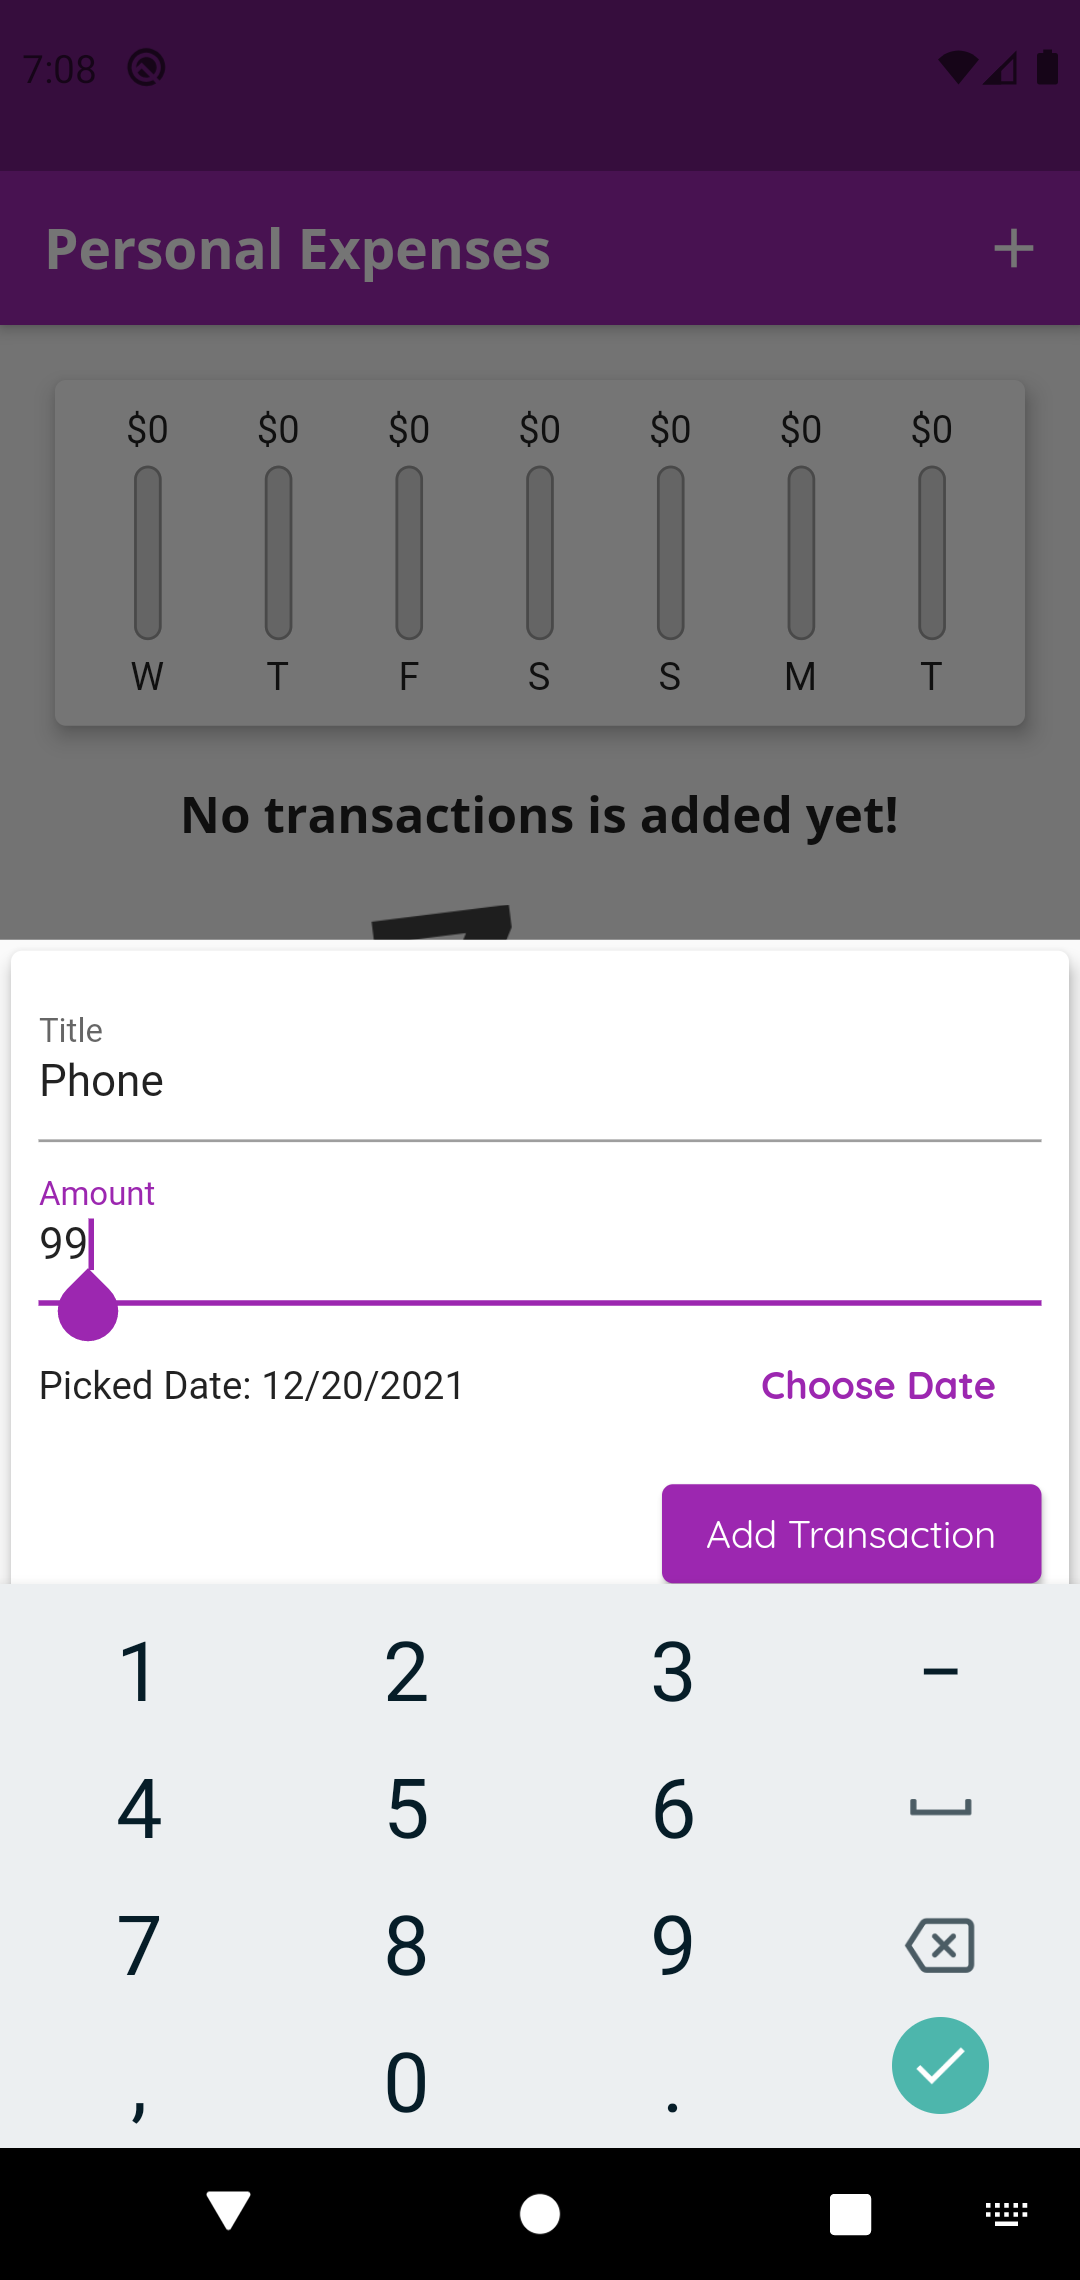 7:08
Personal Expenses +
$0 $0 $0 $0 $0 $0 $0
W T F S S M T
No transactions is added yet!
Title
Phone
Amount
99
Picked Date: 12/20/2021 Choose Date
Add Transaction
1 2 3 –
4 5 6
7 8 9
, 0 .